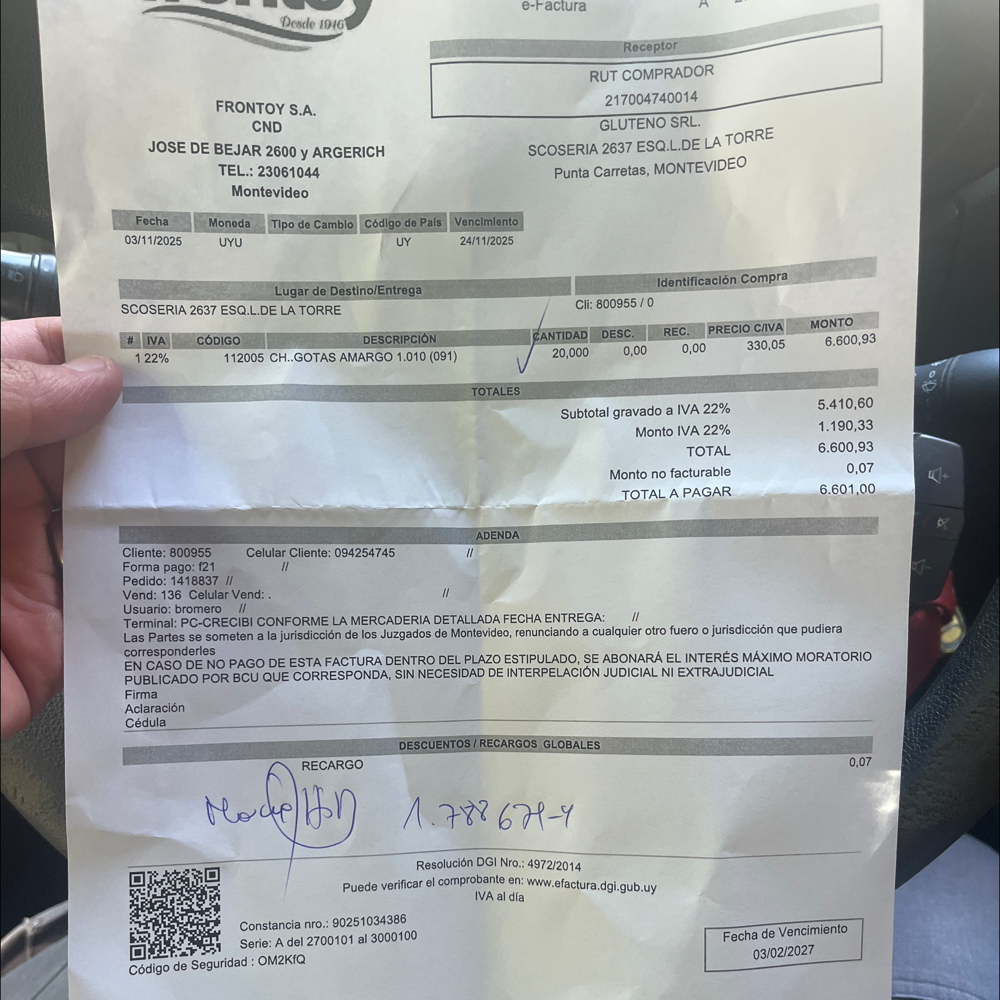 Desde 1946
e-Factura
A
Receptor
RUT COMPRADOR
217004740014
FRONTOY S.A.
CND
JOSE DE BEJAR 2600 y ARGERICH
TEL.: 23061044
Montevideo
GLUTENO SRL.
SCOSERIA 2637 ESQ.L.DE LA TORRE
Punta Carretas, MONTEVIDEO
Fecha Moneda Tipo de Cambio Código de País Vencimiento
03/11/2025 UYU UY 24/11/2025
Lugar de Destino/Entrega Identificación Compra
SCOSERIA 2637 ESQ.L.DE LA TORRE Cli: 800955 / 0
# IVA CÓDIGO DESCRIPCIÓN CANTIDAD DESC. REC. PRECIO C/IVA MONTO
1 22% 112005 CH..GOTAS AMARGO 1.010 (091) 20,000 0,00 0,00 330,05 6.600,93
TOTALES
Subtotal gravado a IVA 22% 5.410,60
Monto IVA 22% 1.190,33
TOTAL 6.600,93
Monto no facturable 0,07
TOTAL A PAGAR 6.601,00
ADENDA
Cliente: 800955 Celular Cliente: 094254745 //
Forma pago: f21 //
Pedido: 1418837 //
Vend: 136 Celular Vend: . //
Usuario: bromero //
Terminal: PC-CRECIBI CONFORME LA MERCADERIA DETALLADA FECHA ENTREGA: //
Las Partes se someten a la jurisdicción de los Juzgados de Montevideo, renunciando a cualquier otro fuero o jurisdicción que pudiera
corresponderles
EN CASO DE NO PAGO DE ESTA FACTURA DENTRO DEL PLAZO ESTIPULADO, SE ABONARÁ EL INTERÉS MÁXIMO MORATORIO
PUBLICADO POR BCU QUE CORRESPONDA, SIN NECESIDAD DE INTERPELACIÓN JUDICIAL NI EXTRAJUDICIAL
Firma
Aclaración
Cédula
DESCUENTOS / RECARGOS GLOBALES
RECARGO 0,07
Resolución DGI Nro.: 4972/2014
Puede verificar el comprobante en: www.efactura.dgi.gub.uy
IVA al día
Constancia nro.: 90251034386
Serie: A del 2700101 al 3000100
Código de Seguridad : OM2KfQ
Fecha de Vencimiento
03/02/2027